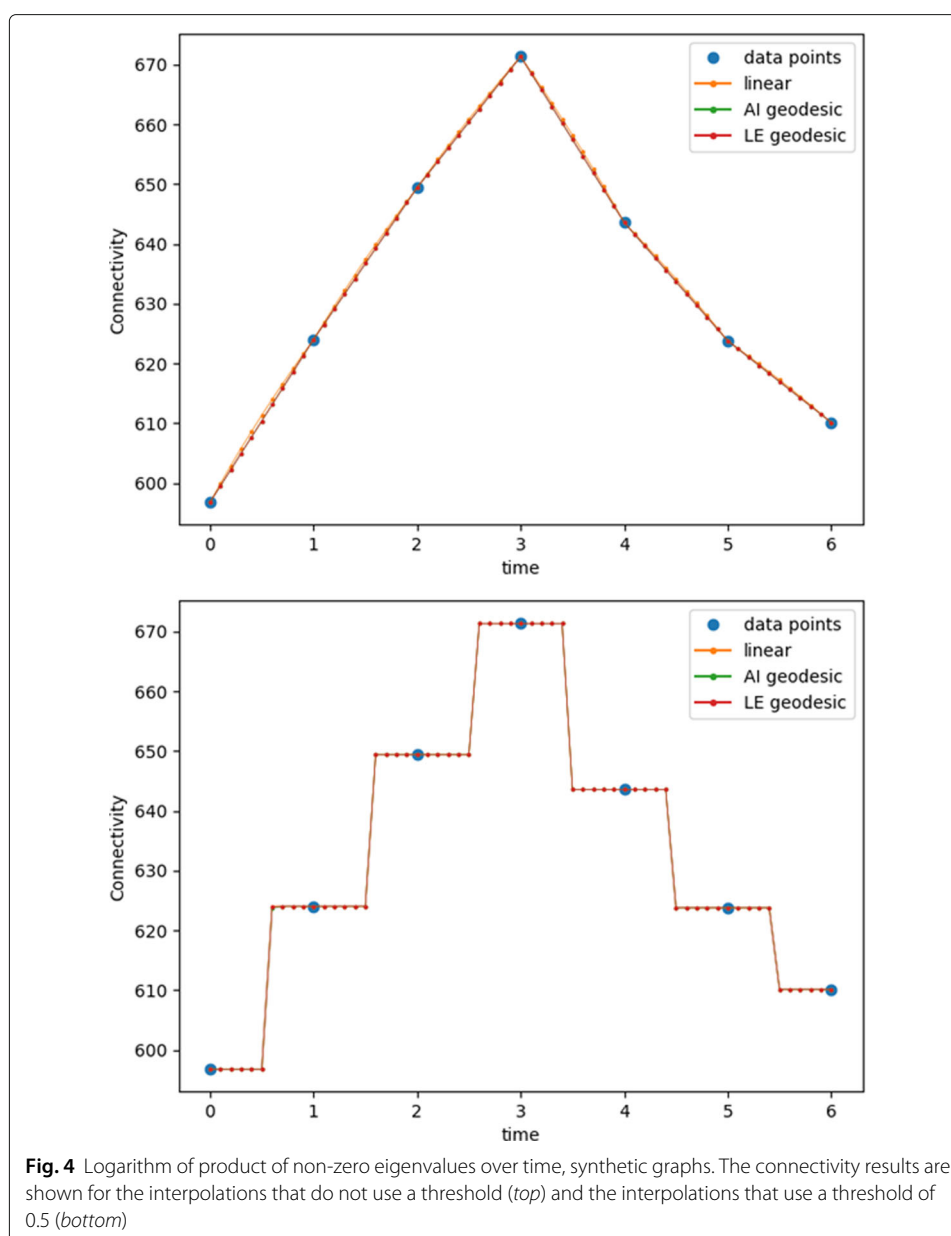 670
660
650
640
630
620
610
600
Connectivity
data points
linear
AI geodesic
LE geodesic
0 1 2 3 4 5 6
time
670
660
650
640
630
620
610
600
Connectivity
data points
linear
AI geodesic
LE geodesic
0 1 2 3 4 5 6
time
Fig. 4 Logarithm of product of non-zero eigenvalues over time, synthetic graphs. The connectivity results are
shown for the interpolations that do not use a threshold (top) and the interpolations that use a threshold of
0.5 (bottom)